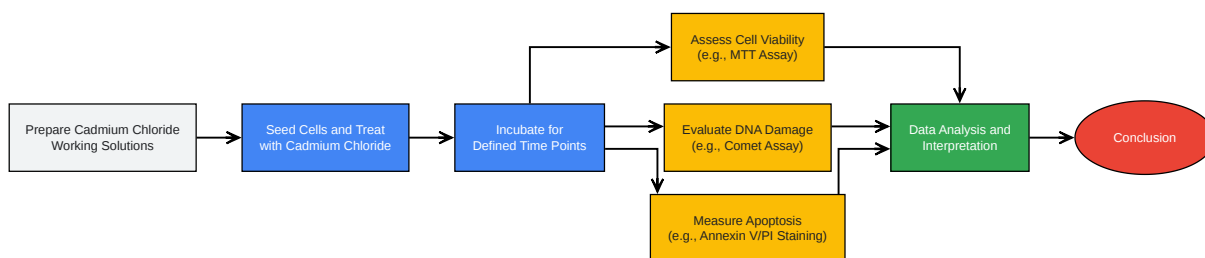 Prepare Cadmium Chloride
Working Solutions
Seed Cells and Treat
with Cadmium Chloride
Incubate for
Defined Time Points
Assess Cell Viability
(e.g., MTT Assay)
Evaluate DNA Damage
(e.g., Comet Assay)
Measure Apoptosis
(e.g., Annexin V/PI Staining)
Data Analysis and
Interpretation
Conclusion